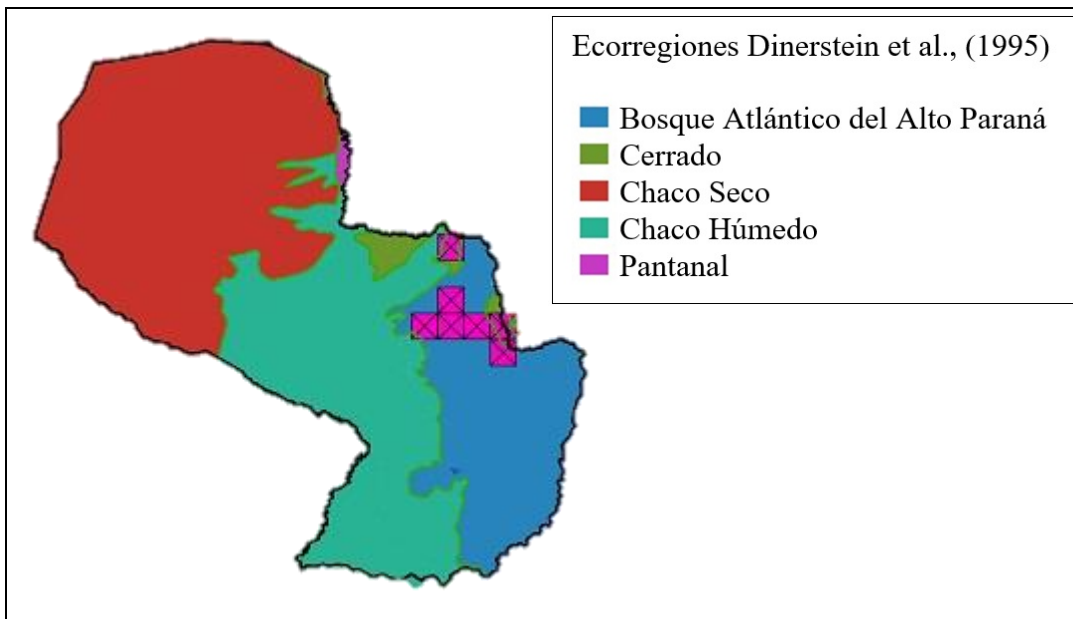 Ecorregiones Dinerstein et al., (1995)
Bosque Atlántico del Alto Paraná
Cerrado
Chaco Seco
Chaco Húmedo
Pantanal